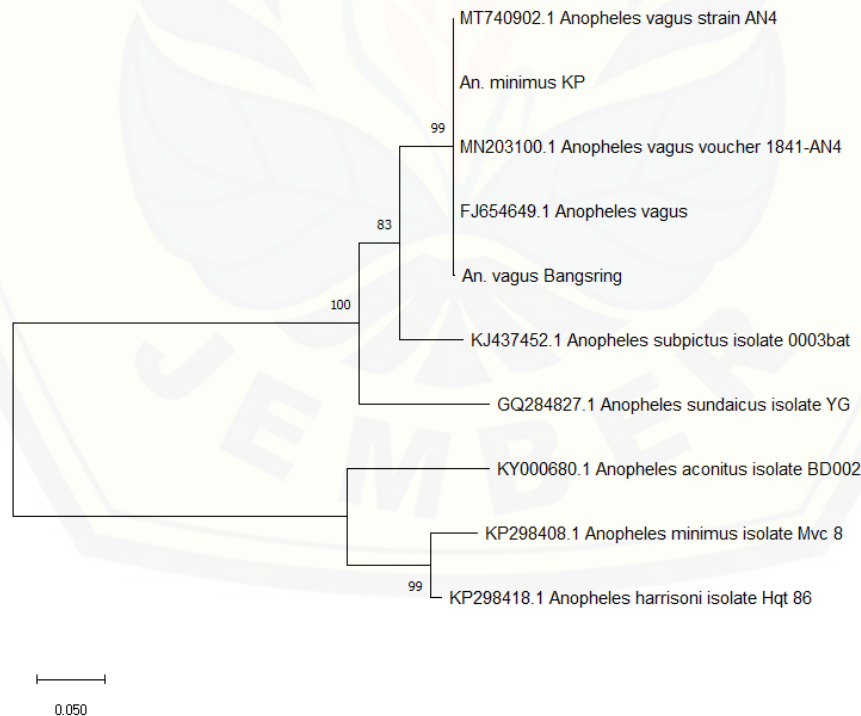 MT740902.1 Anopheles vagus strain AN4
An. minimus KP
99
MN203100.1 Anopheles vagus voucher 1841-AN4
FJ654649.1 Anopheles vagus
83
An. vagus Bangsring
100
KJ437452.1 Anopheles subpictus isolate 0003bat
GQ284827.1 Anopheles sundaicus isolate YG
KY000680.1 Anopheles aconitus isolate BD002
KP298408.1 Anopheles minimus isolate Mvc 8
99
KP298418.1 Anopheles harrisoni isolate Hqt 86
0.050
JEMBER